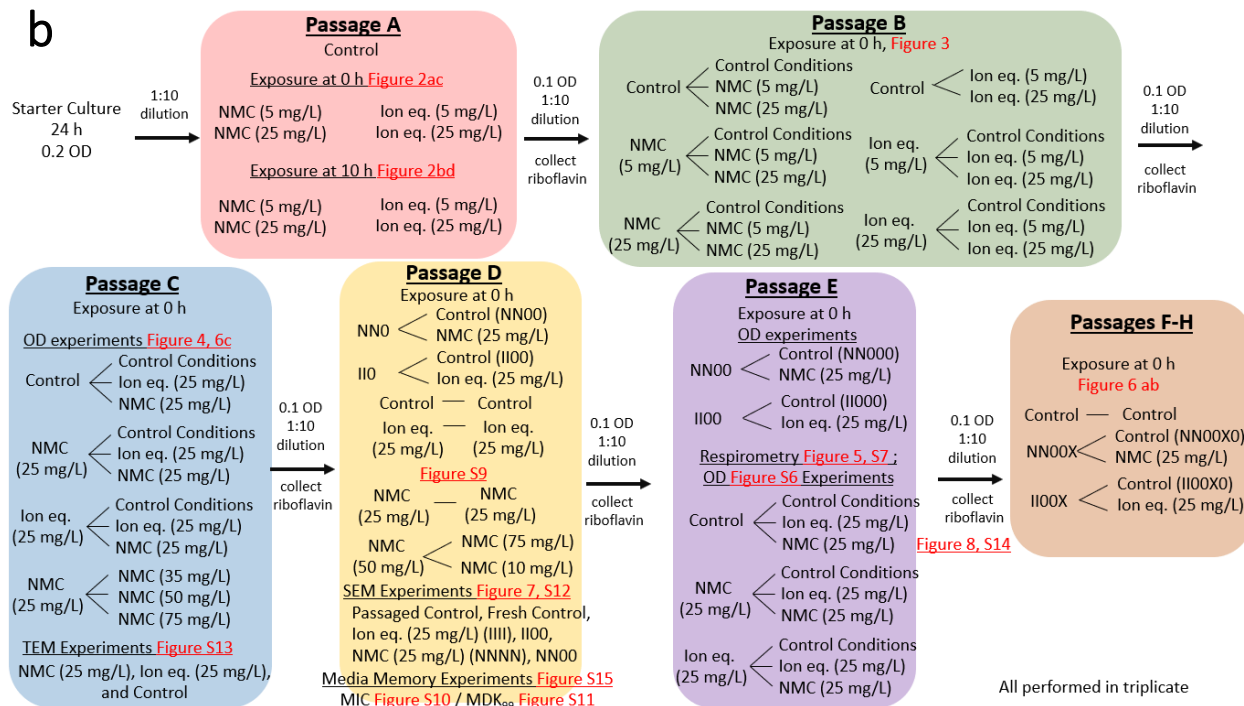 b
Starter Culture
24 h
0.2 OD
1:10
dilution
Passage A
Control
Exposure at 0 h Figure 2ac
NMC (5 mg/L) Ion eq. (5 mg/L)
NMC (25 mg/L) Ion eq. (25 mg/L)
Exposure at 10 h Figure 2bd
NMC (5 mg/L) Ion eq. (5 mg/L)
NMC (25 mg/L) Ion eq. (25 mg/L)
0.1 OD
1:10
dilution
collect
riboflavin
Passage B
Exposure at 0 h, Figure 3
Control
Control Conditions
NMC (5 mg/L)
NMC (25 mg/L)
Control
Ion eq. (5 mg/L)
Ion eq. (25 mg/L)
NMC
(5 mg/L)
Control Conditions
NMC (5 mg/L)
NMC (25 mg/L)
Ion eq.
(5 mg/L)
Control Conditions
Ion eq. (5 mg/L)
Ion eq. (25 mg/L)
NMC
(25 mg/L)
Control Conditions
NMC (5 mg/L)
NMC (25 mg/L)
Ion eq.
(25 mg/L)
Control Conditions
Ion eq. (5 mg/L)
Ion eq. (25 mg/L)
0.1 OD
1:10
dilution
collect
riboflavin
Passage C
Exposure at 0 h
OD experiments Figure 4, 6c
Control
Control Conditions
Ion eq. (25 mg/L)
NMC (25 mg/L)
NMC
(25 mg/L)
Control Conditions
Ion eq. (25 mg/L)
NMC (25 mg/L)
Ion eq.
(25 mg/L)
Control Conditions
Ion eq. (25 mg/L)
NMC (25 mg/L)
NMC
(25 mg/L)
NMC (35 mg/L)
NMC (50 mg/L)
NMC (75 mg/L)
TEM Experiments Figure S13
NMC (25 mg/L), Ion eq. (25 mg/L),
and Control
0.1 OD
1:10
dilution
collect
riboflavin
Passage D
Exposure at 0 h
NN0
Control (NN00)
NMC (25 mg/L)
II0
Control (II00)
Ion eq. (25 mg/L)
Control Control
Ion eq. Ion eq.
(25 mg/L) (25 mg/L)
Figure S9
NMC NMC
(25 mg/L) (25 mg/L)
NMC
(50 mg/L)
NMC (75 mg/L)
NMC (10 mg/L)
SEM Experiments Figure 7, S12
Passaged Control, Fresh Control,
Ion eq. (25 mg/L) (IIII), II00,
NMC (25 mg/L) (NNNN), NN00
Media Memory Experiments Figure S15
MIC Figure S10 / MDK99 Figure S11
0.1 OD
1:10
dilution
collect
riboflavin
Passage E
Exposure at 0 h
OD experiments
NN00
Control (NN000)
NMC (25 mg/L)
II00
Control (II000)
Ion eq. (25 mg/L)
Respirometry Figure 5, S7 ;
OD Figure S6 Experiments
Control
Control Conditions
Ion eq. (25 mg/L)
NMC (25 mg/L)
NMC
(25 mg/L)
Control Conditions
Ion eq. (25 mg/L)
NMC (25 mg/L)
Ion eq.
(25 mg/L)
Control Conditions
Ion eq. (25 mg/L)
NMC (25 mg/L)
0.1 OD
1:10
dilution
collect
riboflavin
Figure 8, S14
Passages F-H
Exposure at 0 h
Figure 6 ab
Control Control
NN00X
Control (NN00X0)
NMC (25 mg/L)
II00X
Control (II00X0)
Ion eq. (25 mg/L)
All performed in triplicate